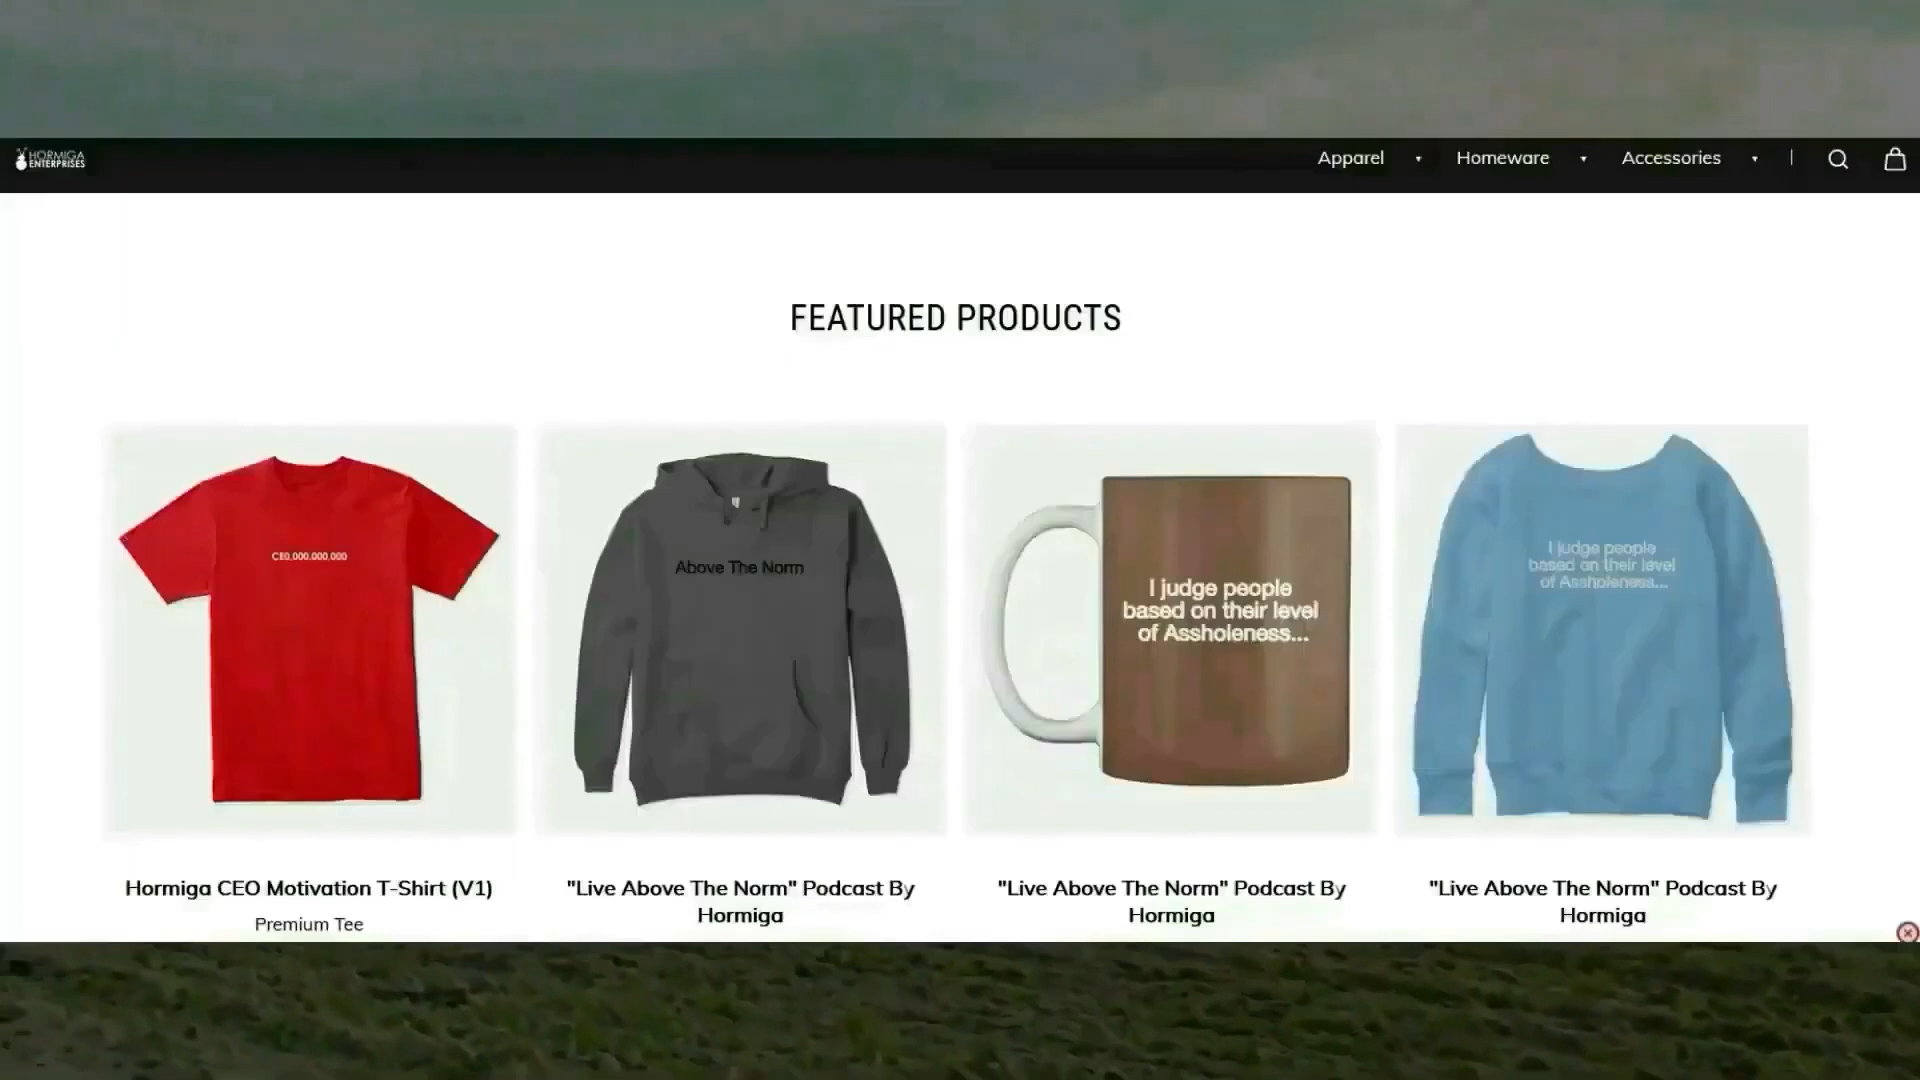 HORMIGA
ENTERPRISES
Apparel
Homeware
Accessories
FEATURED PRODUCTS
CE0,000,000,000
Above The Norm
I judge people
based on their level
of Assholeness...
I judge people
based on their level
of Assholeness...
Hormiga CEO Motivation T-Shirt (V1)
Premium Tee
"Live Above The Norm" Podcast By
Hormiga
"Live Above The Norm" Podcast By
Hormiga
"Live Above The Norm" Podcast By
Hormiga